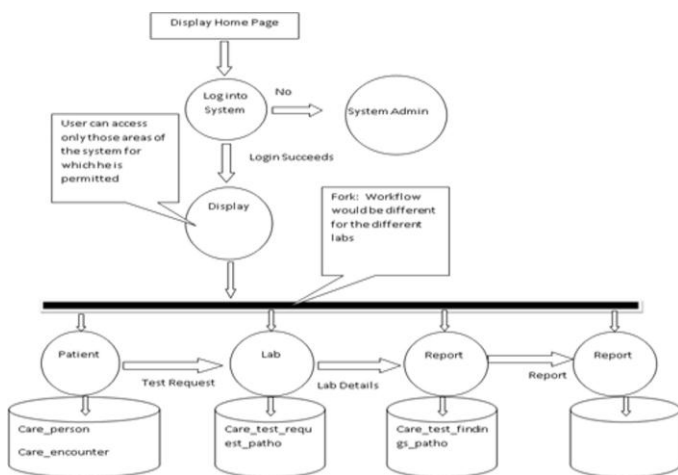 Display Home Page
Log into
System
No
System Admin
User can access
only those areas of
the system for
which he is
permitted
Login Succeeds
Display
Fork: Workflow
would be different
for the different
labs
Patient
Test Request
Lab
Lab Details
Report
Report
Report
Care_person
Care_encounter
Care_test_requ
est_patho
Care_test_findin
gs_patho